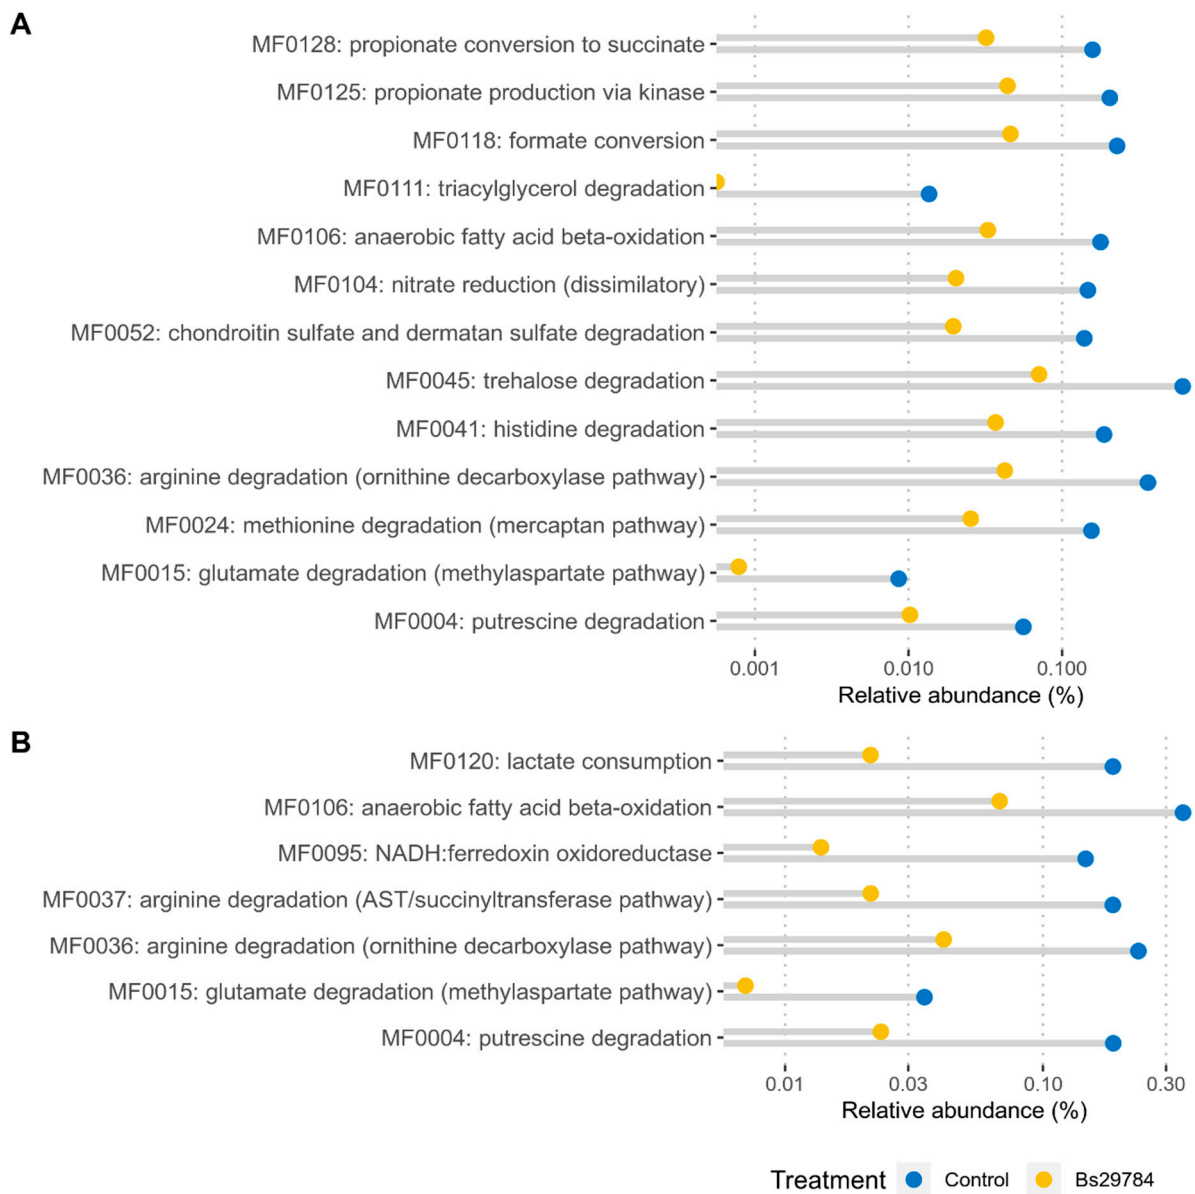 A
MF0128: propionate conversion to succinate
MF0125: propionate production via kinase
MF0118: formate conversion
MF0111: triacylglycerol degradation
MF0106: anaerobic fatty acid beta-oxidation
MF0104: nitrate reduction (dissimilatory)
MF0052: chondroitin sulfate and dermatan sulfate degradation
MF0045: trehalose degradation
MF0041: histidine degradation
MF0036: arginine degradation (ornithine decarboxylase pathway)
MF0024: methionine degradation (mercaptan pathway)
MF0015: glutamate degradation (methylaspartate pathway)
MF0004: putrescine degradation
0.001 0.010 0.100
Relative abundance (%)
B
MF0120: lactate consumption
MF0106: anaerobic fatty acid beta-oxidation
MF0095: NADH:ferredoxin oxidoreductase
MF0037: arginine degradation (AST/succinyltransferase pathway)
MF0036: arginine degradation (ornithine decarboxylase pathway)
MF0015: glutamate degradation (methylaspartate pathway)
MF0004: putrescine degradation
0.01 0.03 0.10 0.30
Relative abundance (%)
Treatment Control Bs29784